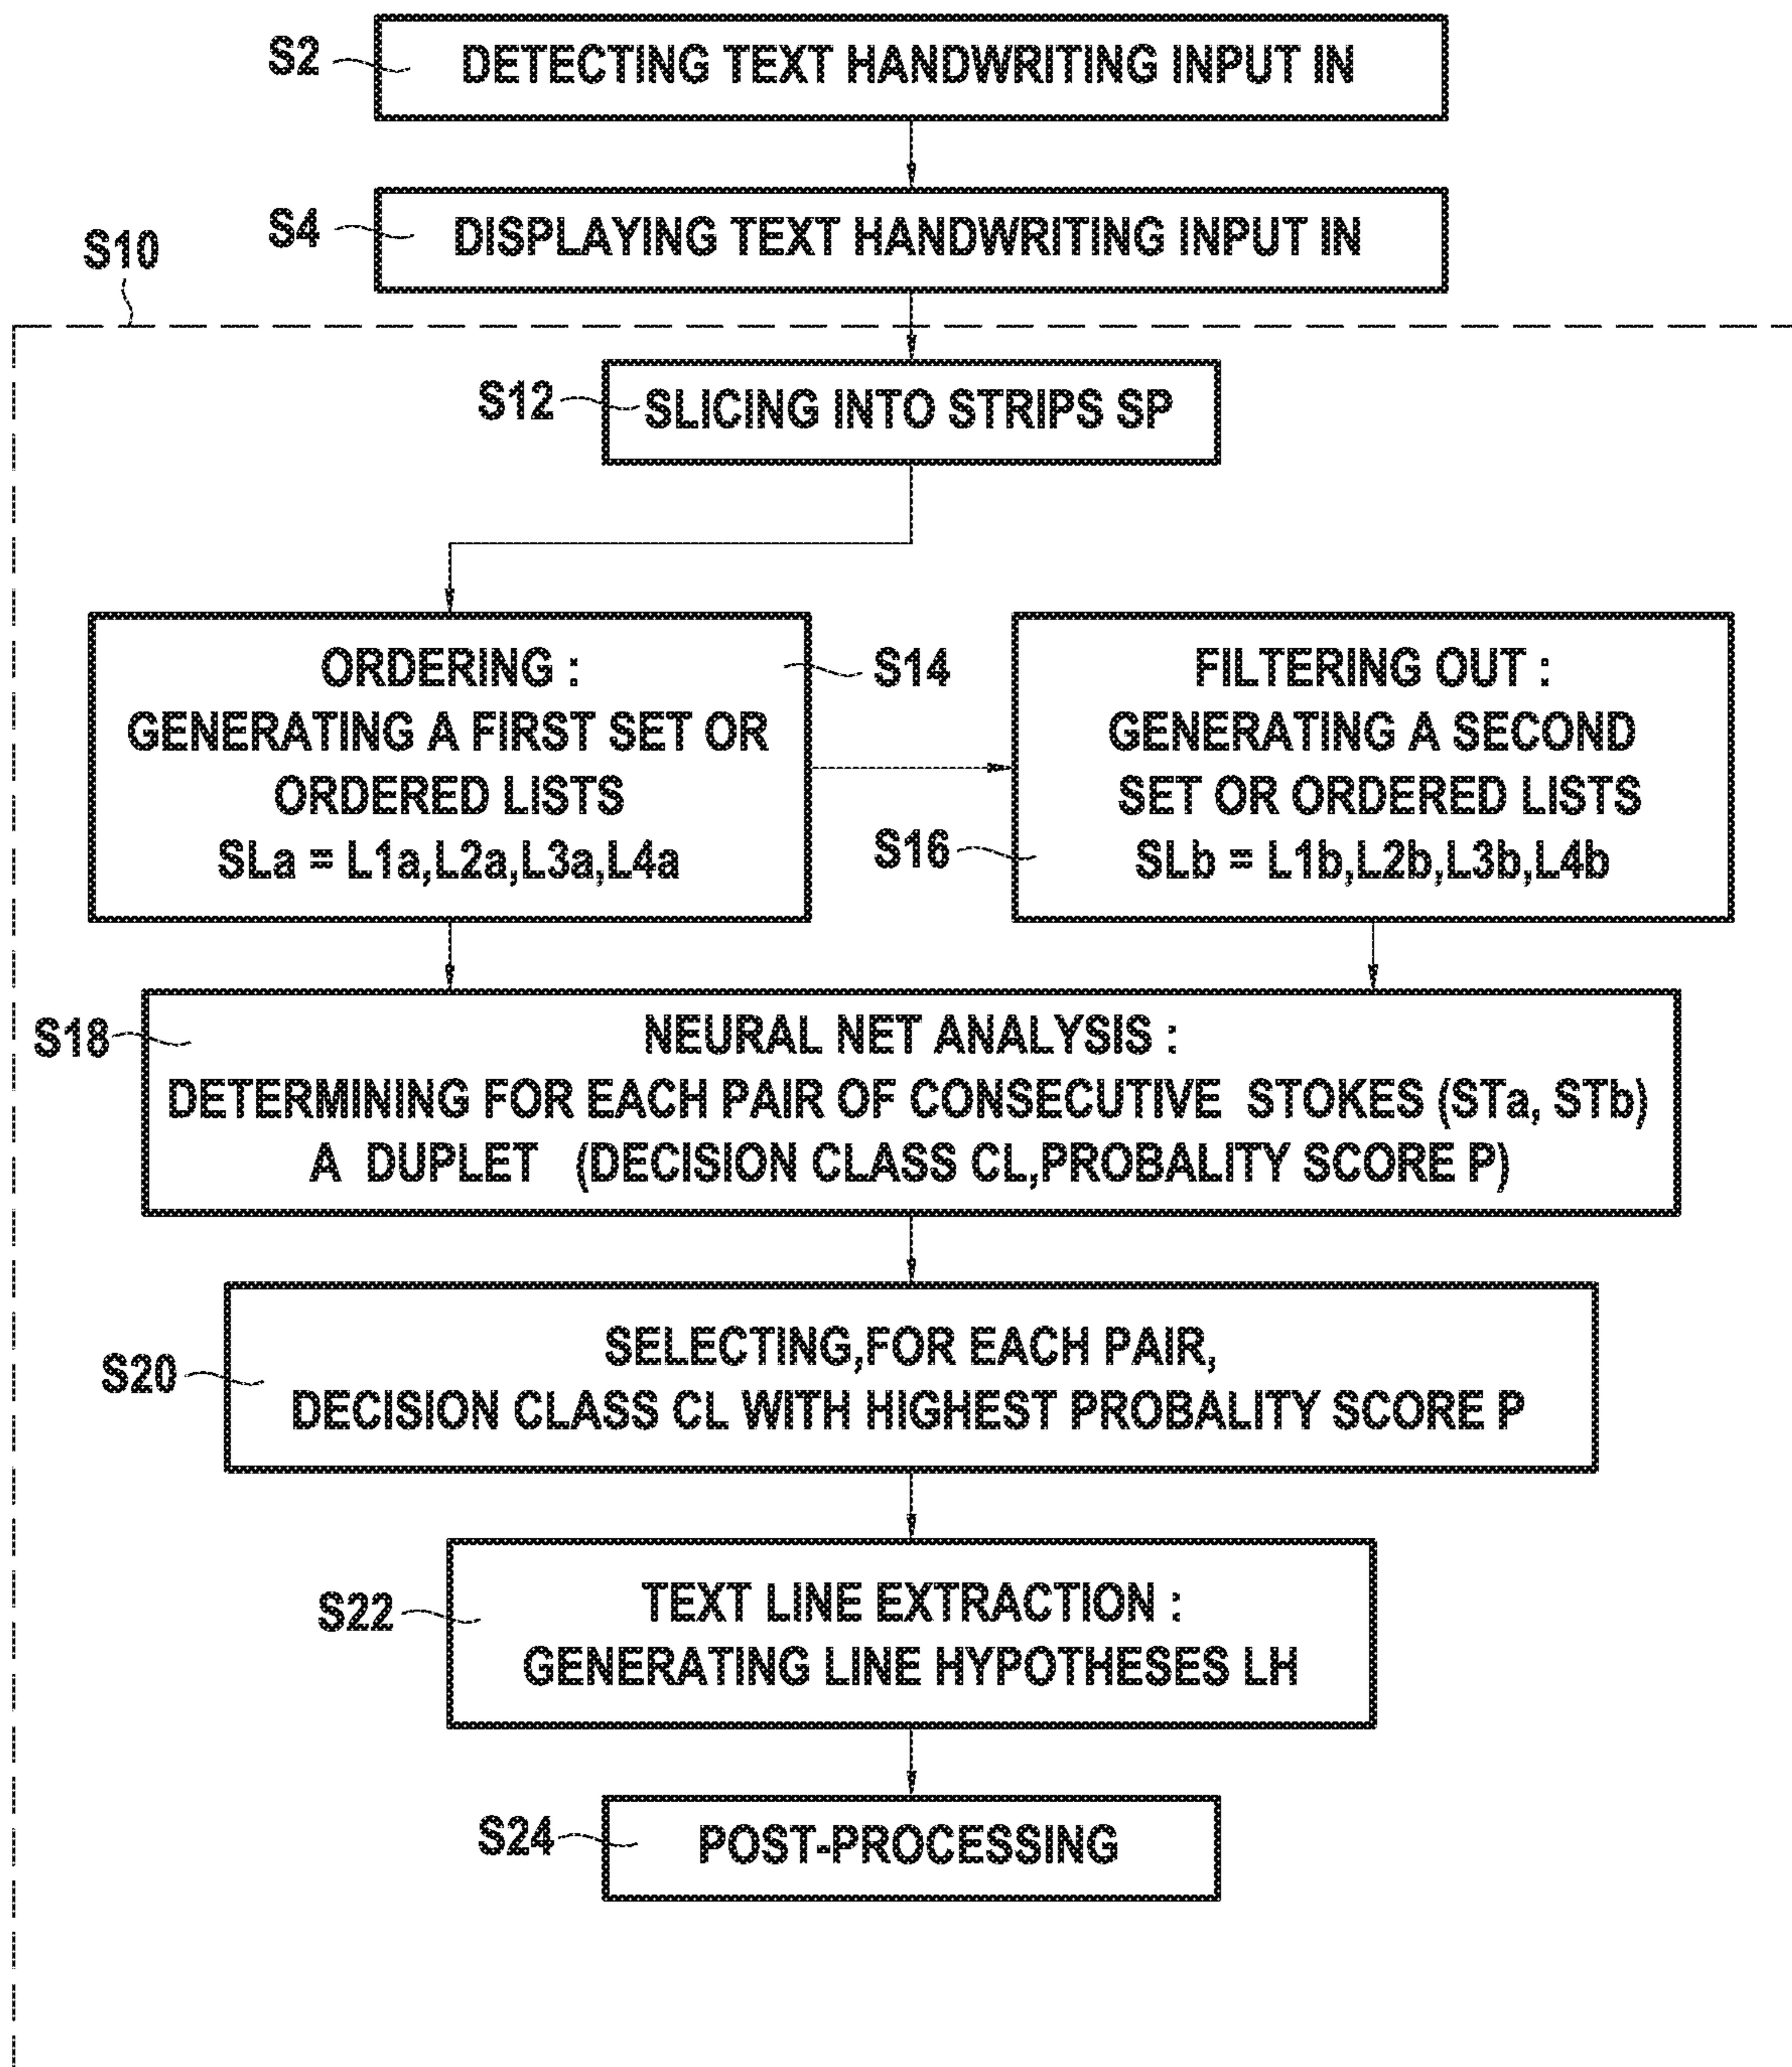 S2 DETECTING TEXT HANDWRITING INPUT IN
S4 DISPLAYING TEXT HANDWRITING INPUT IN
S10
S12 SLICING INTO STRIPS SP
S14
ORDERING :
GENERATING A FIRST SET OR
ORDERED LISTS
SLa = L1a,L2a,L3a,L4a
S16
FILTERING OUT :
GENERATING A SECOND
SET OR ORDERED LISTS
SLb = L1b,L2b,L3b,L4b
S18
NEURAL NET ANALYSIS :
DETERMINING FOR EACH PAIR OF CONSECUTIVE STOKES (STa, STb)
A DUPLET (DECISION CLASS CL,PROBALITY SCORE P)
S20
SELECTING,FOR EACH PAIR,
DECISION CLASS CL WITH HIGHEST PROBALITY SCORE P
S22
TEXT LINE EXTRACTION :
GENERATING LINE HYPOTHESES LH
S24 POST-PROCESSING